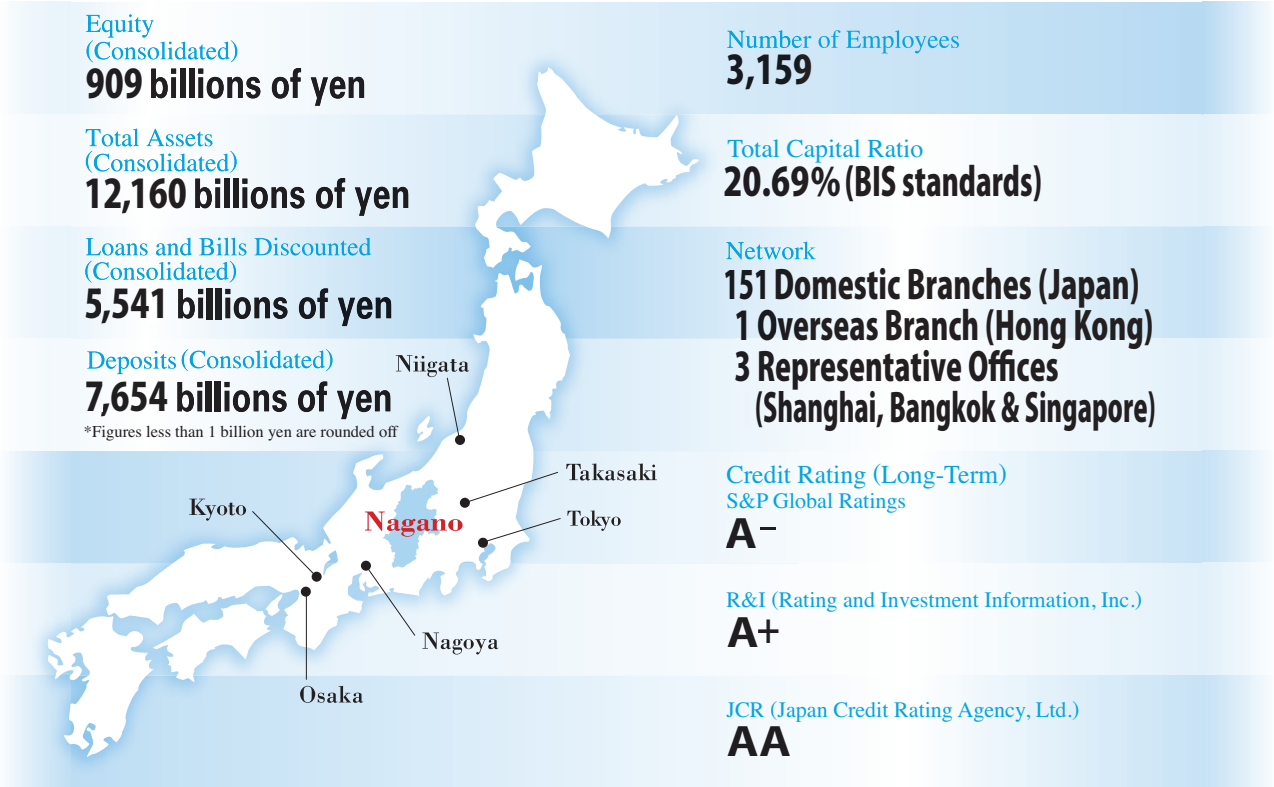 Equity
(Consolidated)
909 billions of yen
Total Assets
(Consolidated)
12,160 billions of yen
Loans and Bills Discounted
(Consolidated)
5,541 billions of yen
Deposits (Consolidated)
7,654 billions of yen
*Figures less than 1 billion yen are rounded off
Niigata
Takasaki
Kyoto
Nagano
Tokyo
Nagoya
Osaka
Number of Employees
3,159
Total Capital Ratio
20.69% (BIS standards)
Network
151 Domestic Branches (Japan)
1 Overseas Branch (Hong Kong)
3 Representative Offices
(Shanghai, Bangkok & Singapore)
Credit Rating (Long-Term)
S&P Global Ratings
A−
R&I (Rating and Investment Information, Inc.)
A+
JCR (Japan Credit Rating Agency, Ltd.)
AA